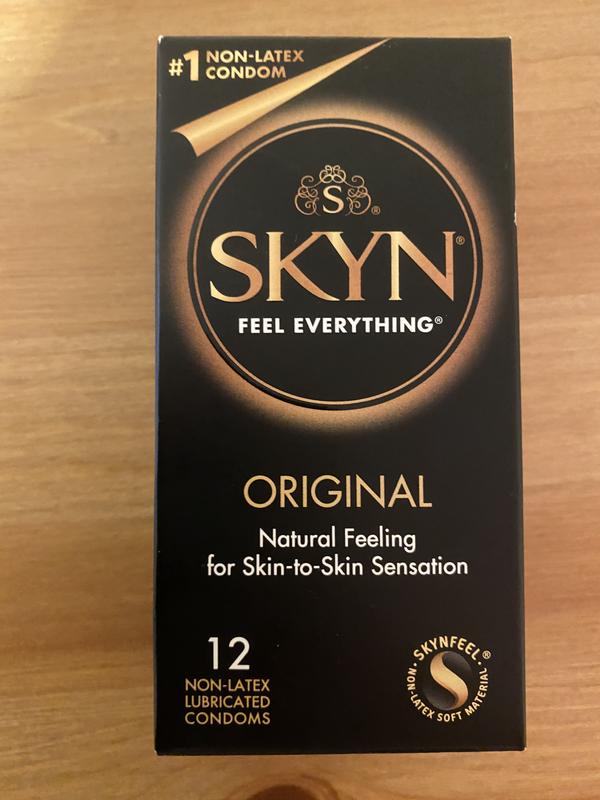 #1 NON-LATEX
CONDOM
S®
SKYN®
FEEL EVERYTHING®
ORIGINAL
Natural Feeling
for Skin-to-Skin Sensation
12
NON-LATEX
LUBRICATED
CONDOMS
· SKYNFEEL® ·
NON-LATEX SOFT MATERIAL